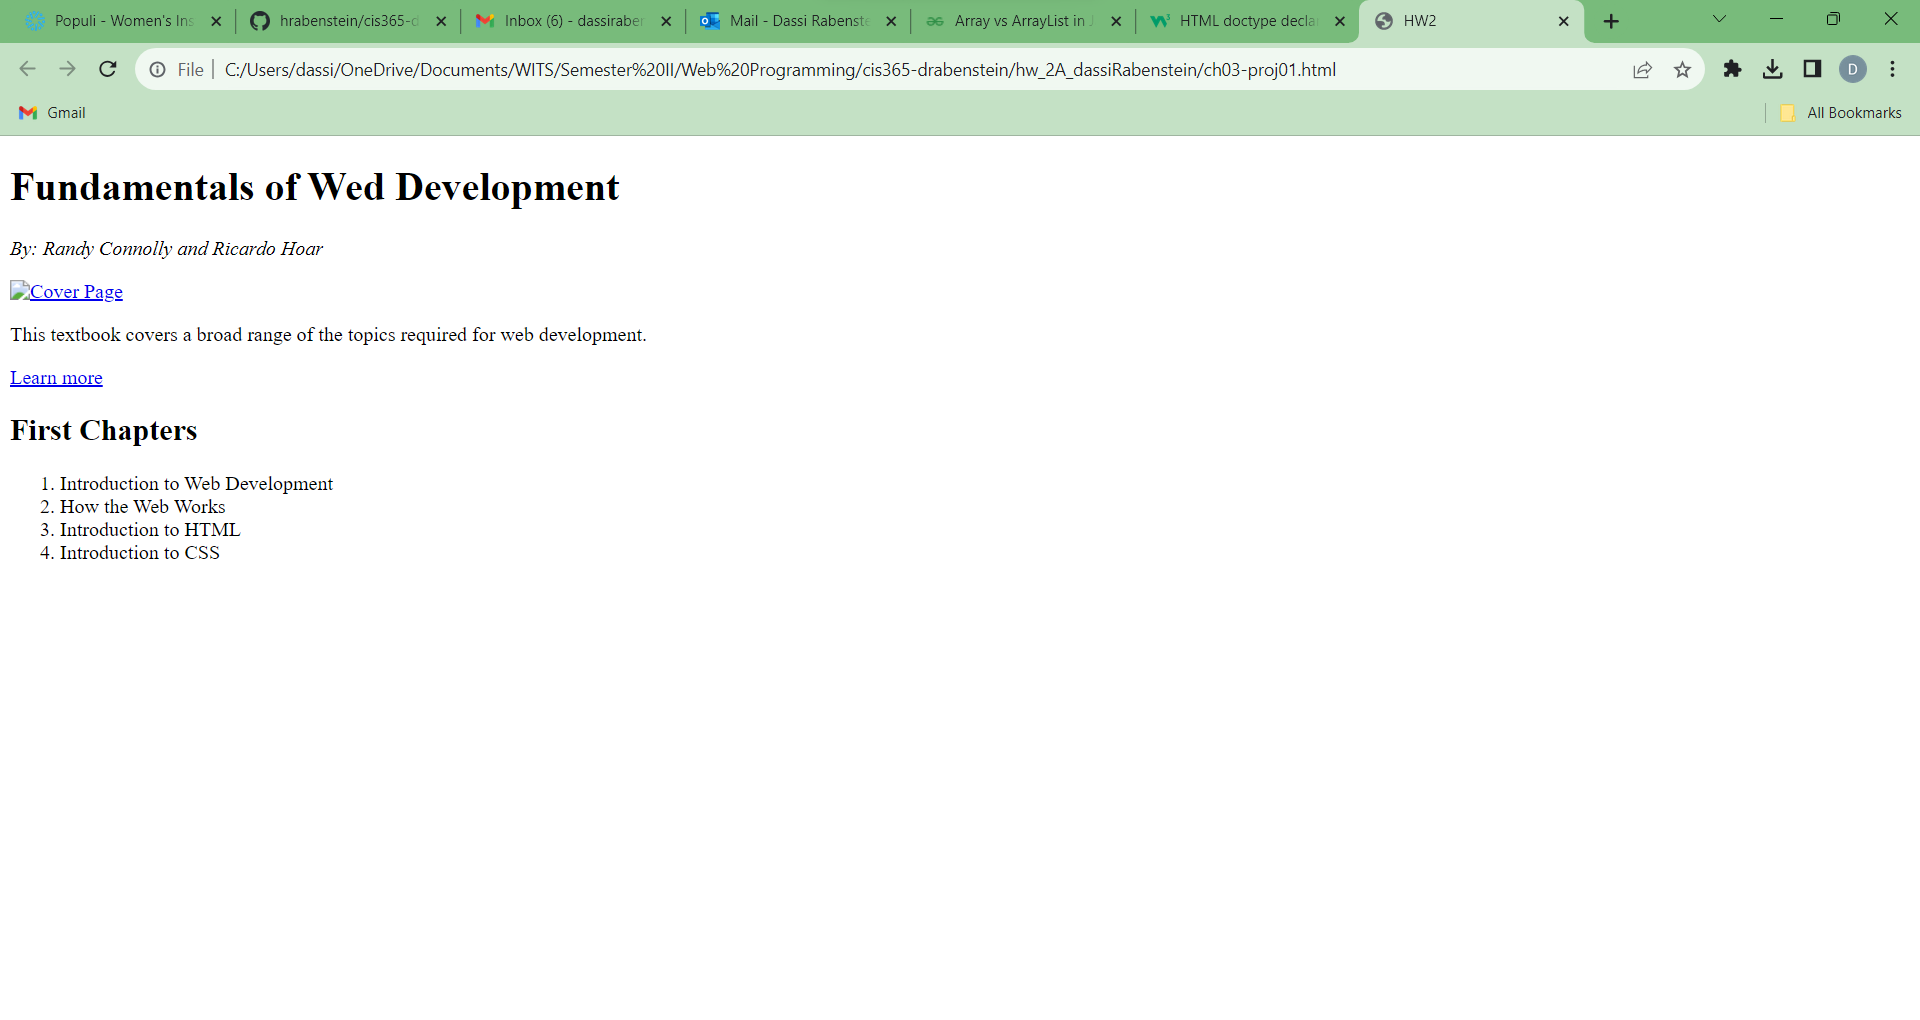 Populi - Women's Ins
hrabenstein/cis365-d
Inbox (6) - dassiraber
Mail - Dassi Rabenste
Array vs ArrayList in J
HTML doctype decla
HW2
File
C:/Users/dassi/OneDrive/Documents/WITS/Semester%20II/Web%20Programming/cis365-drabenstein/hw_2A_dassiRabenstein/ch03-proj01.html
D
Gmail
All Bookmarks
Fundamentals of Wed Development
By: Randy Connolly and Ricardo Hoar
Cover Page
This textbook covers a broad range of the topics required for web development.
Learn more
First Chapters
1. Introduction to Web Development
2. How the Web Works
3. Introduction to HTML
4. Introduction to CSS